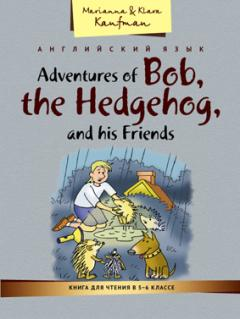 Marianna & Klara
Kaufman
АНГЛИЙСКИЙ ЯЗЫК
Adventures of Bob,
the Hedgehog,
and his Friends
КНИГА ДЛЯ ЧТЕНИЯ В 5–6 КЛАССЕ